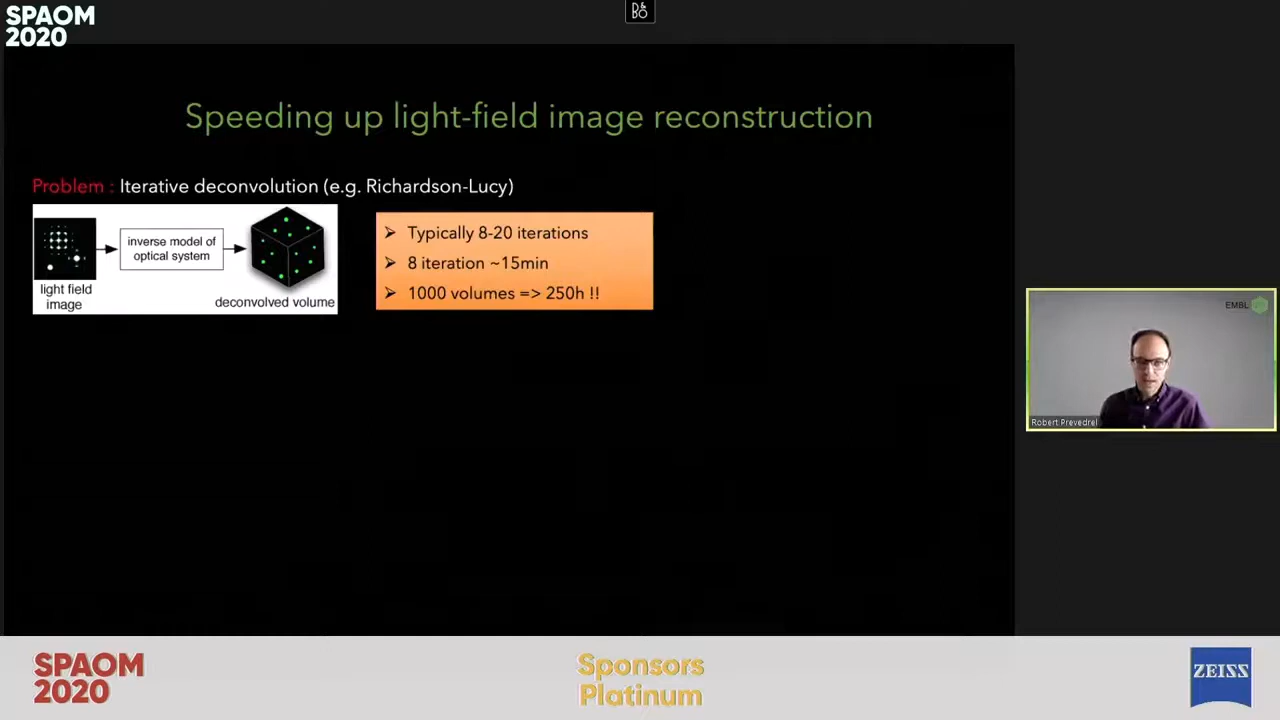 SPAOM
2020
B&O
Speeding up light-field image reconstruction
Problem : Iterative deconvolution (e.g. Richardson-Lucy)
light field
image
inverse model of
optical system
deconvolved volume
➢ Typically 8-20 iterations
➢ 8 iteration ~15min
➢ 1000 volumes => 250h !!
EMBL
Robert Prevedrel
SPAOM
2020
Sponsors
Platinum
ZEISS